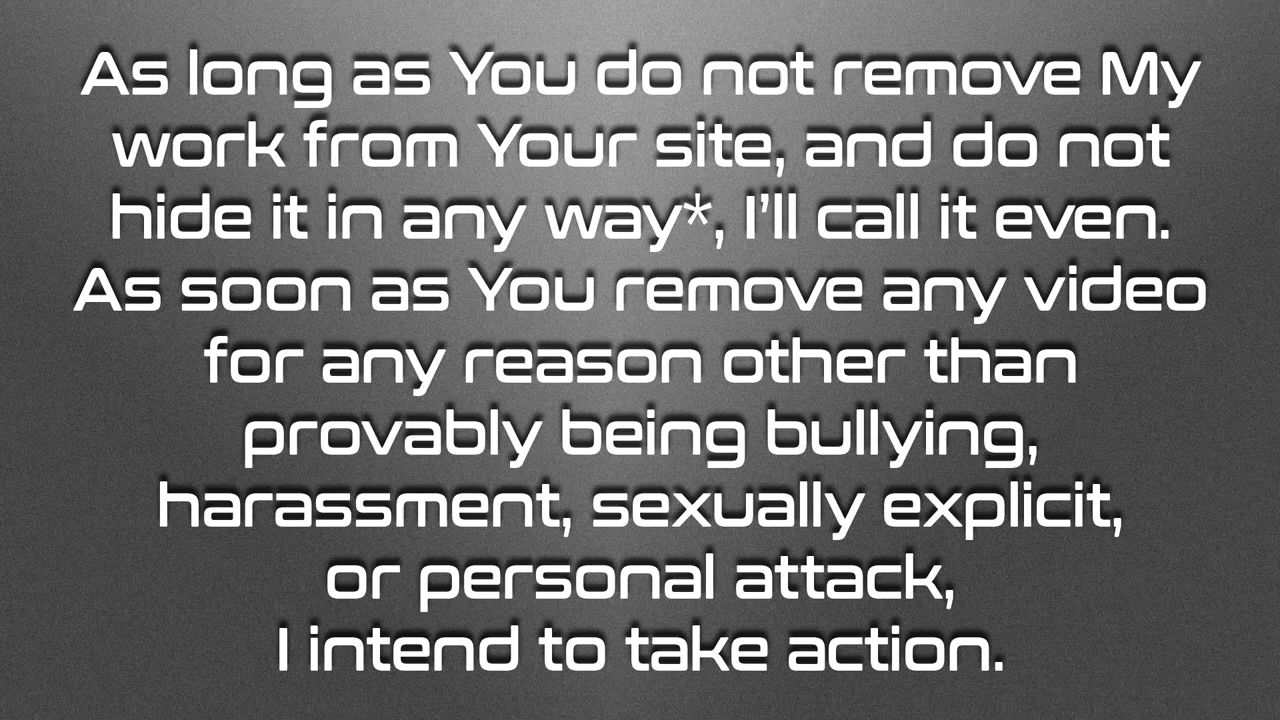 As long as You do not remove My
work from Your site, and do not
hide it in any way*, I’ll call it even.
As soon as You remove any video
for any reason other than
provably being bullying,
harassment, sexually explicit,
or personal attack,
I intend to take action.